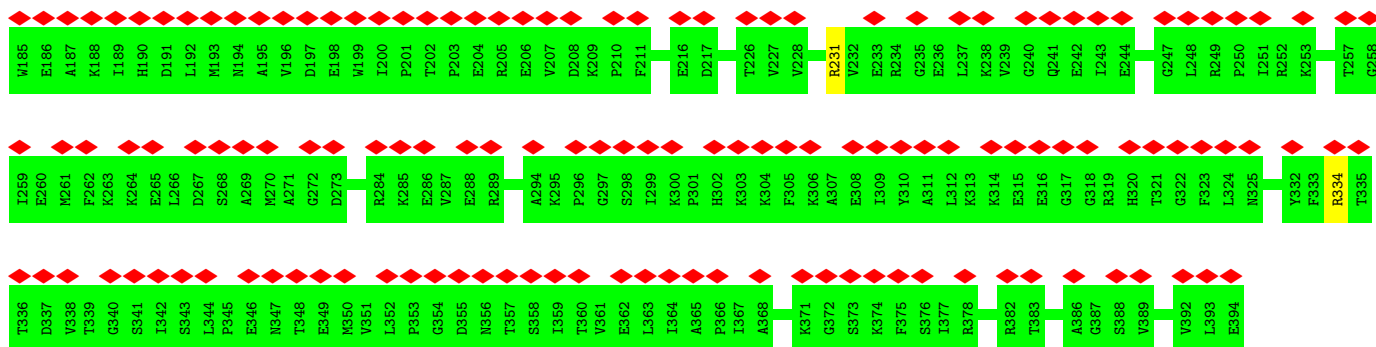 W185 E186 A187 K188 I189 H190 D191 L192 M193 N194 A195 V196 D197 E198 W199 I200 P201 T202 P203 E204 R205 E206 V207 D208 K209 P210 F211 E216 D217 T226 V227 V228 R231 V232 E233 R234 G235 E236 L237 K238 V239 G240 Q241 E242 I243 E244 G247 L248 R249 P250 I251 R252 K253 T257 G258
I259 E260 M261 F262 K263 K264 E265 L266 D267 S268 A269 M270 A271 G272 D273 R284 K285 E286 V287 E288 R289 A294 K295 P296 G297 S298 I299 K300 P301 H302 K303 K304 F305 K306 A307 E308 I309 Y310 A311 L312 K313 K314 E315 E316 G317 G318 R319 H320 T321 G322 F323 L324 N325 Y332 F333 R334 T335
T336 D337 V338 T339 G340 S341 I342 S343 L344 P345 E346 N347 T348 E349 M350 V351 L352 P353 G354 D355 N356 T357 S358 I359 T360 V361 E362 L363 I364 A365 P366 I367 A368 K371 G372 S373 K374 F375 S376 I377 R378 R382 T383 A386 G387 S388 V389 V392 L393 E394